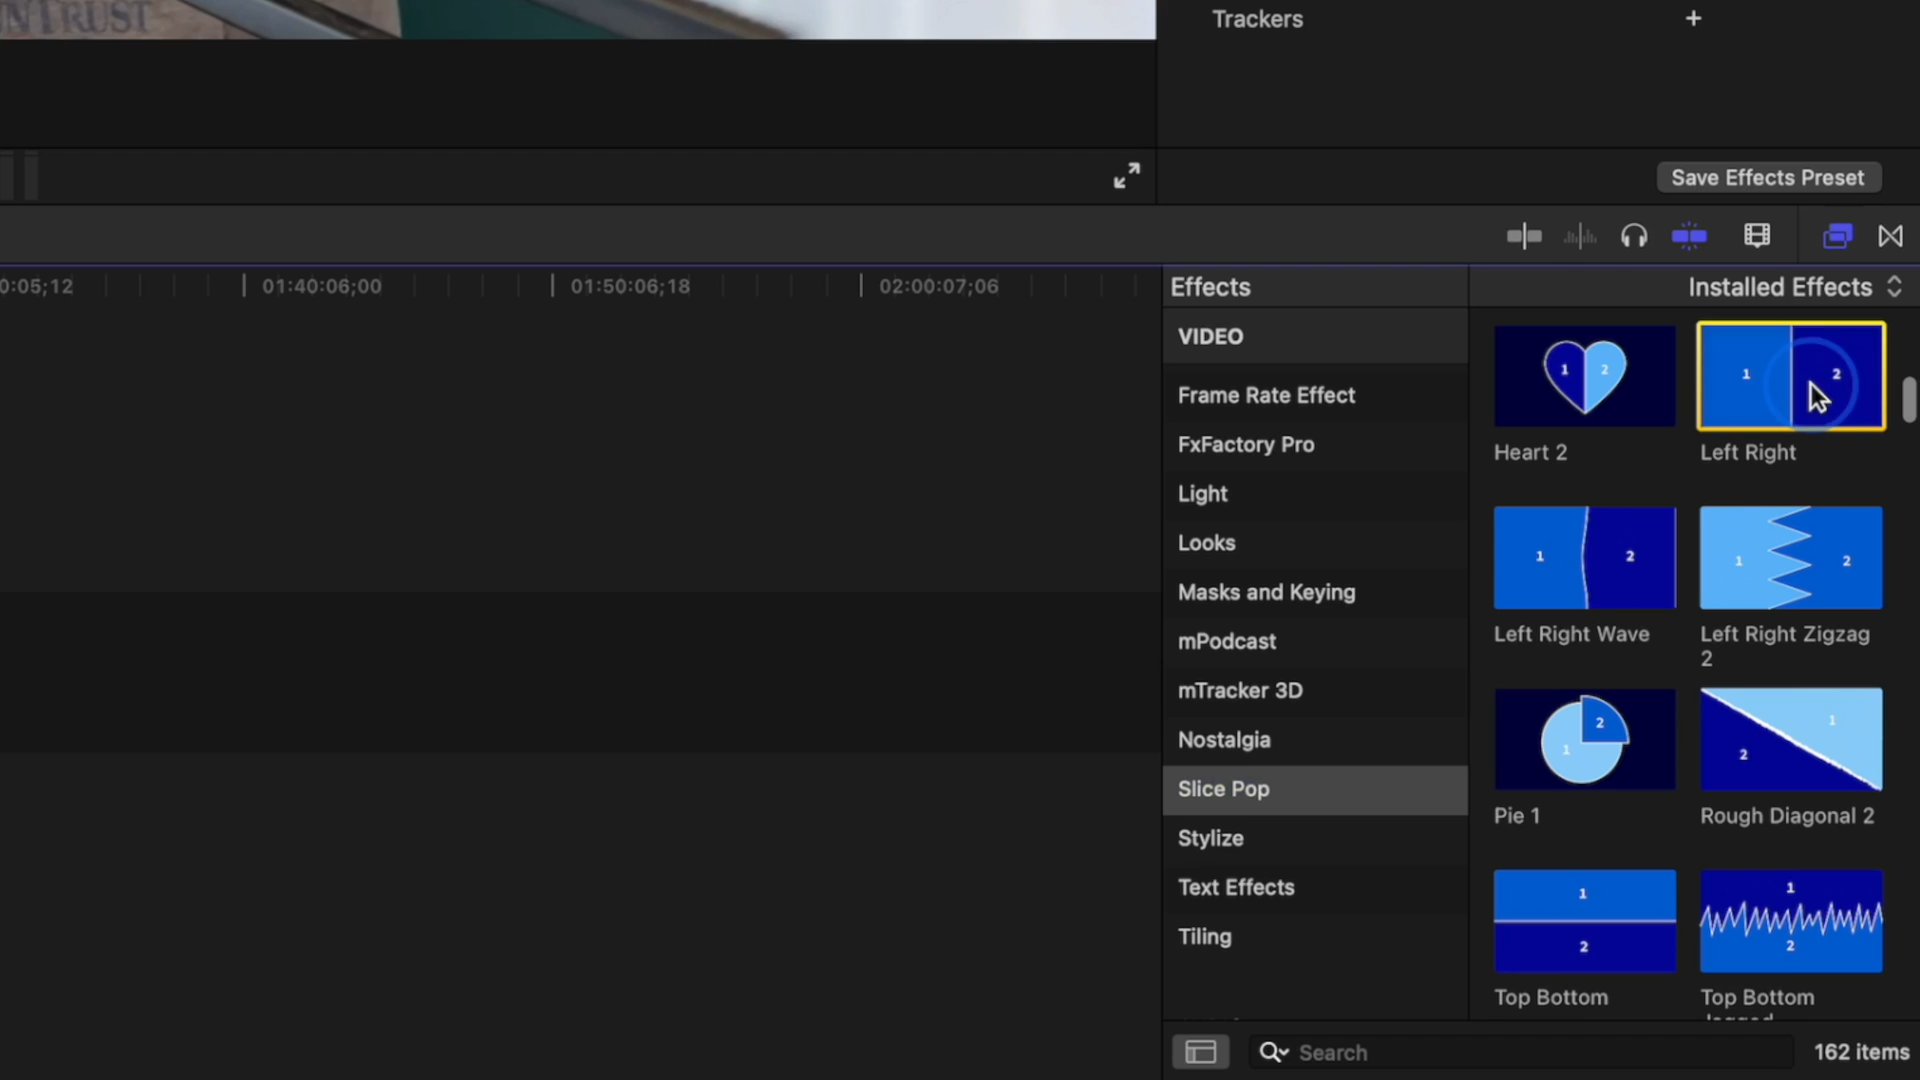 NTRUST
Trackers
+
Save Effects Preset
0:05;12
01:40:06;00
01:50:06;18
02:00:07;06
Effects
Installed Effects
VIDEO
Frame Rate Effect
FxFactory Pro
Light
Looks
Masks and Keying
mPodcast
mTracker 3D
Nostalgia
Slice Pop
Stylize
Text Effects
Tiling
1 2
Heart 2
1 2
Left Right
1 2
Left Right Wave
1 2
Left Right Zigzag
2
1 2
Pie 1
1
2
Rough Diagonal 2
1
2
Top Bottom
1
2
Top Bottom
Search
162 items